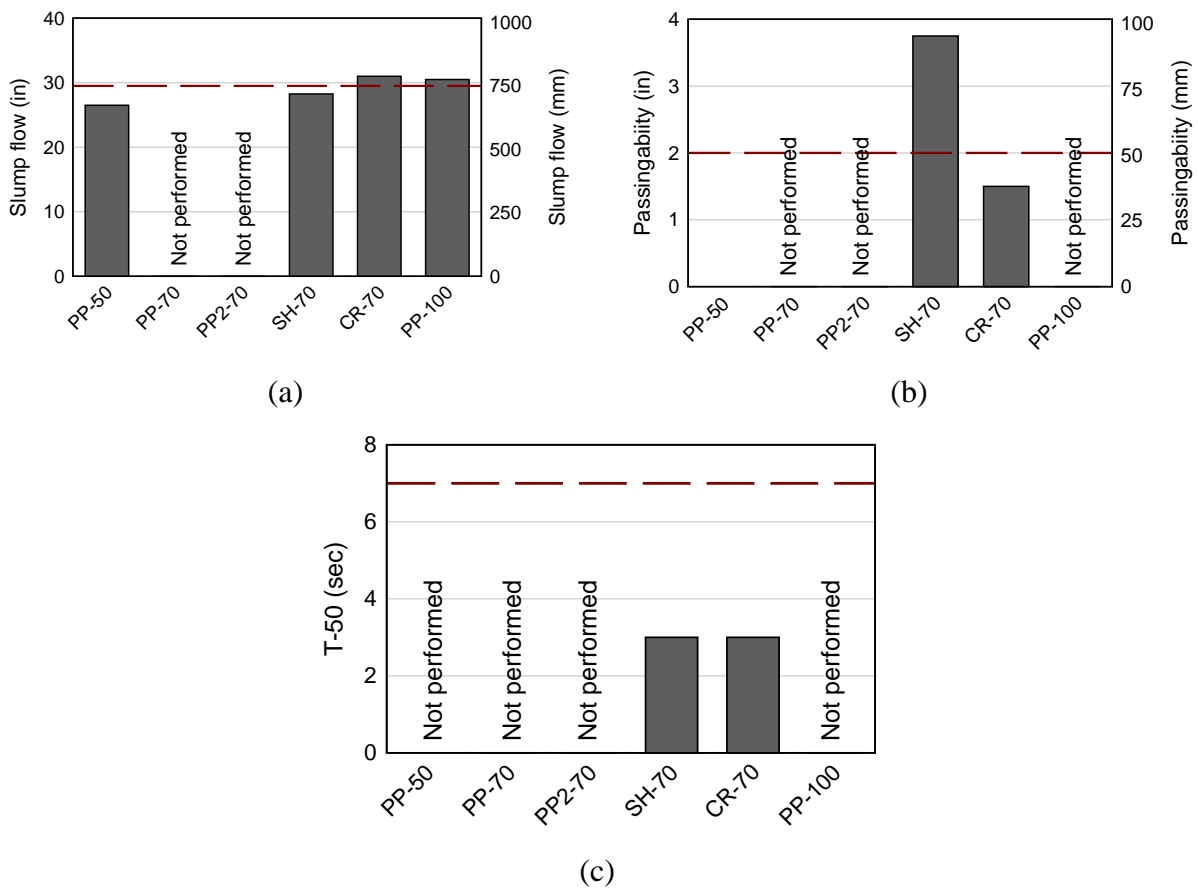 Slump flow (in)
40
30
20
10
0
Not performed
Not performed
1000
750
500
250
0
Slump flow (mm)
PP-50
PP-70
PP2-70
SH-70
CR-70
PP-100
(a)
Passingabiity (in)
4
3
2
1
0
Not performed
Not performed
Not performed
100
75
50
25
0
Passingabiity (mm)
PP-50
PP-70
PP2-70
SH-70
CR-70
PP-100
(b)
T-50 (sec)
8
6
4
2
0
Not performed
Not performed
Not performed
Not performed
PP-50
PP-70
PP2-70
SH-70
CR-70
PP-100
(c)